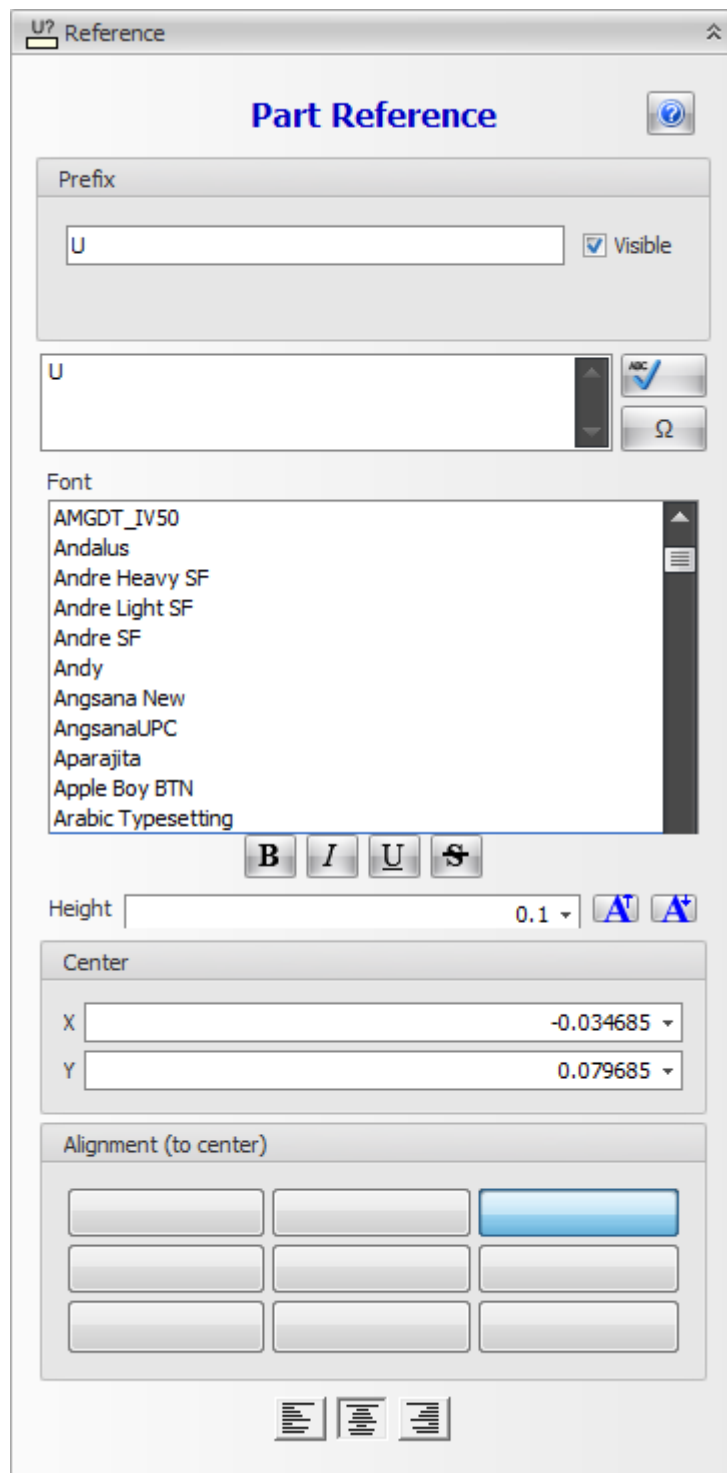 U? Reference
Part Reference
Prefix
U
Visible
U
ABC
Ω
Font
AMGDT_IV50
Andalus
Andre Heavy SF
Andre Light SF
Andre SF
Andy
Angsana New
AngsanaUPC
Aparajita
Apple Boy BTN
Arabic Typesetting
B I U S
Height 0.1 A A
Center
X -0.034685
Y 0.079685
Alignment (to center)